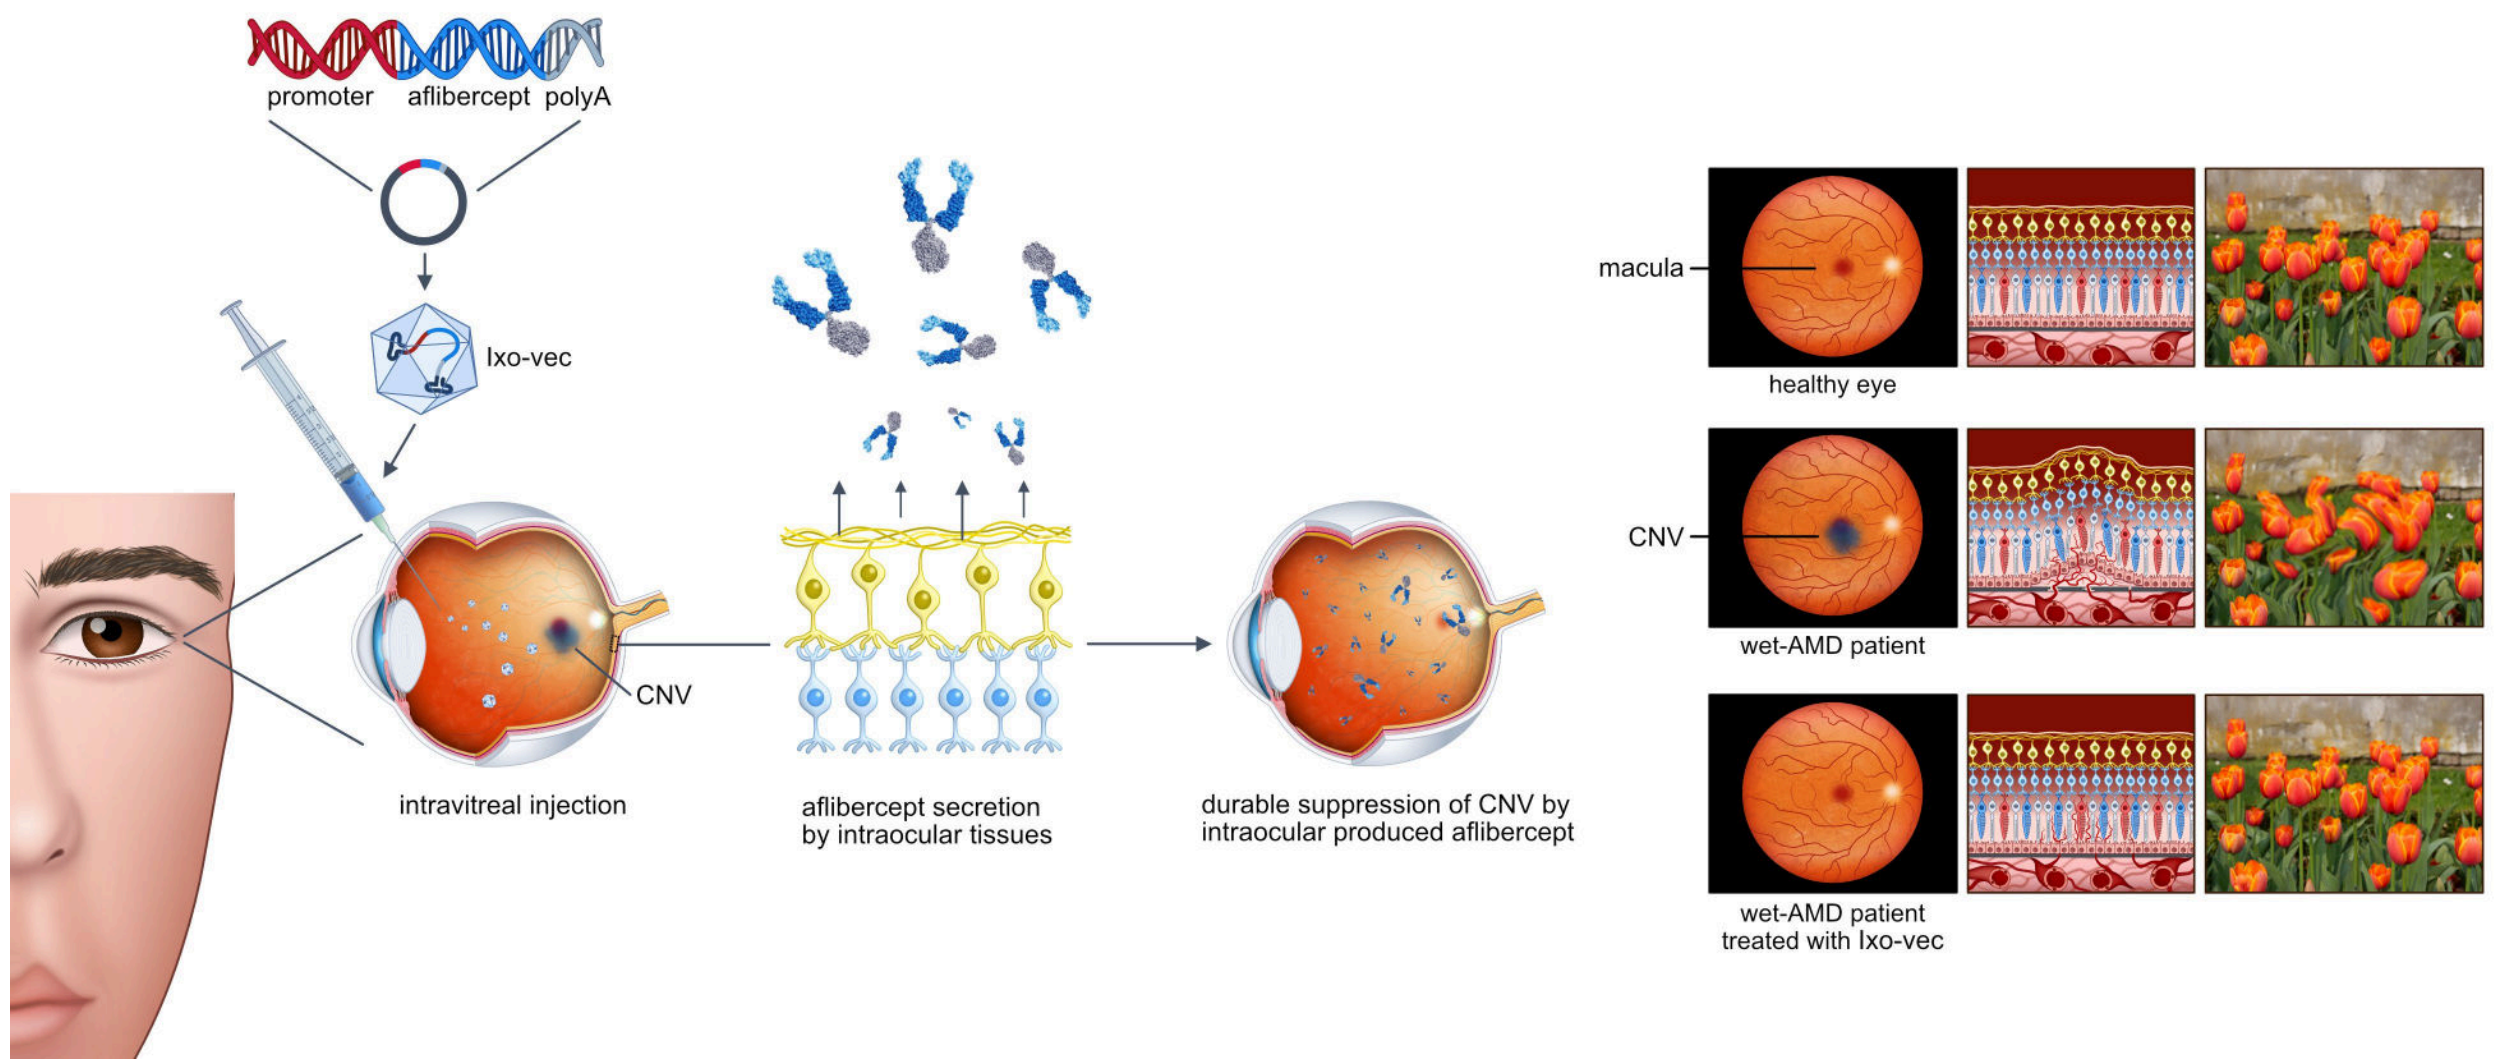 promoter aflibercept polyA
Ixo-vec
CNV
intravitreal injection
aflibercept secretion
by intraocular tissues
durable suppression of CNV by
intraocular produced aflibercept
macula
healthy eye
CNV
wet-AMD patient
wet-AMD patient
treated with Ixo-vec